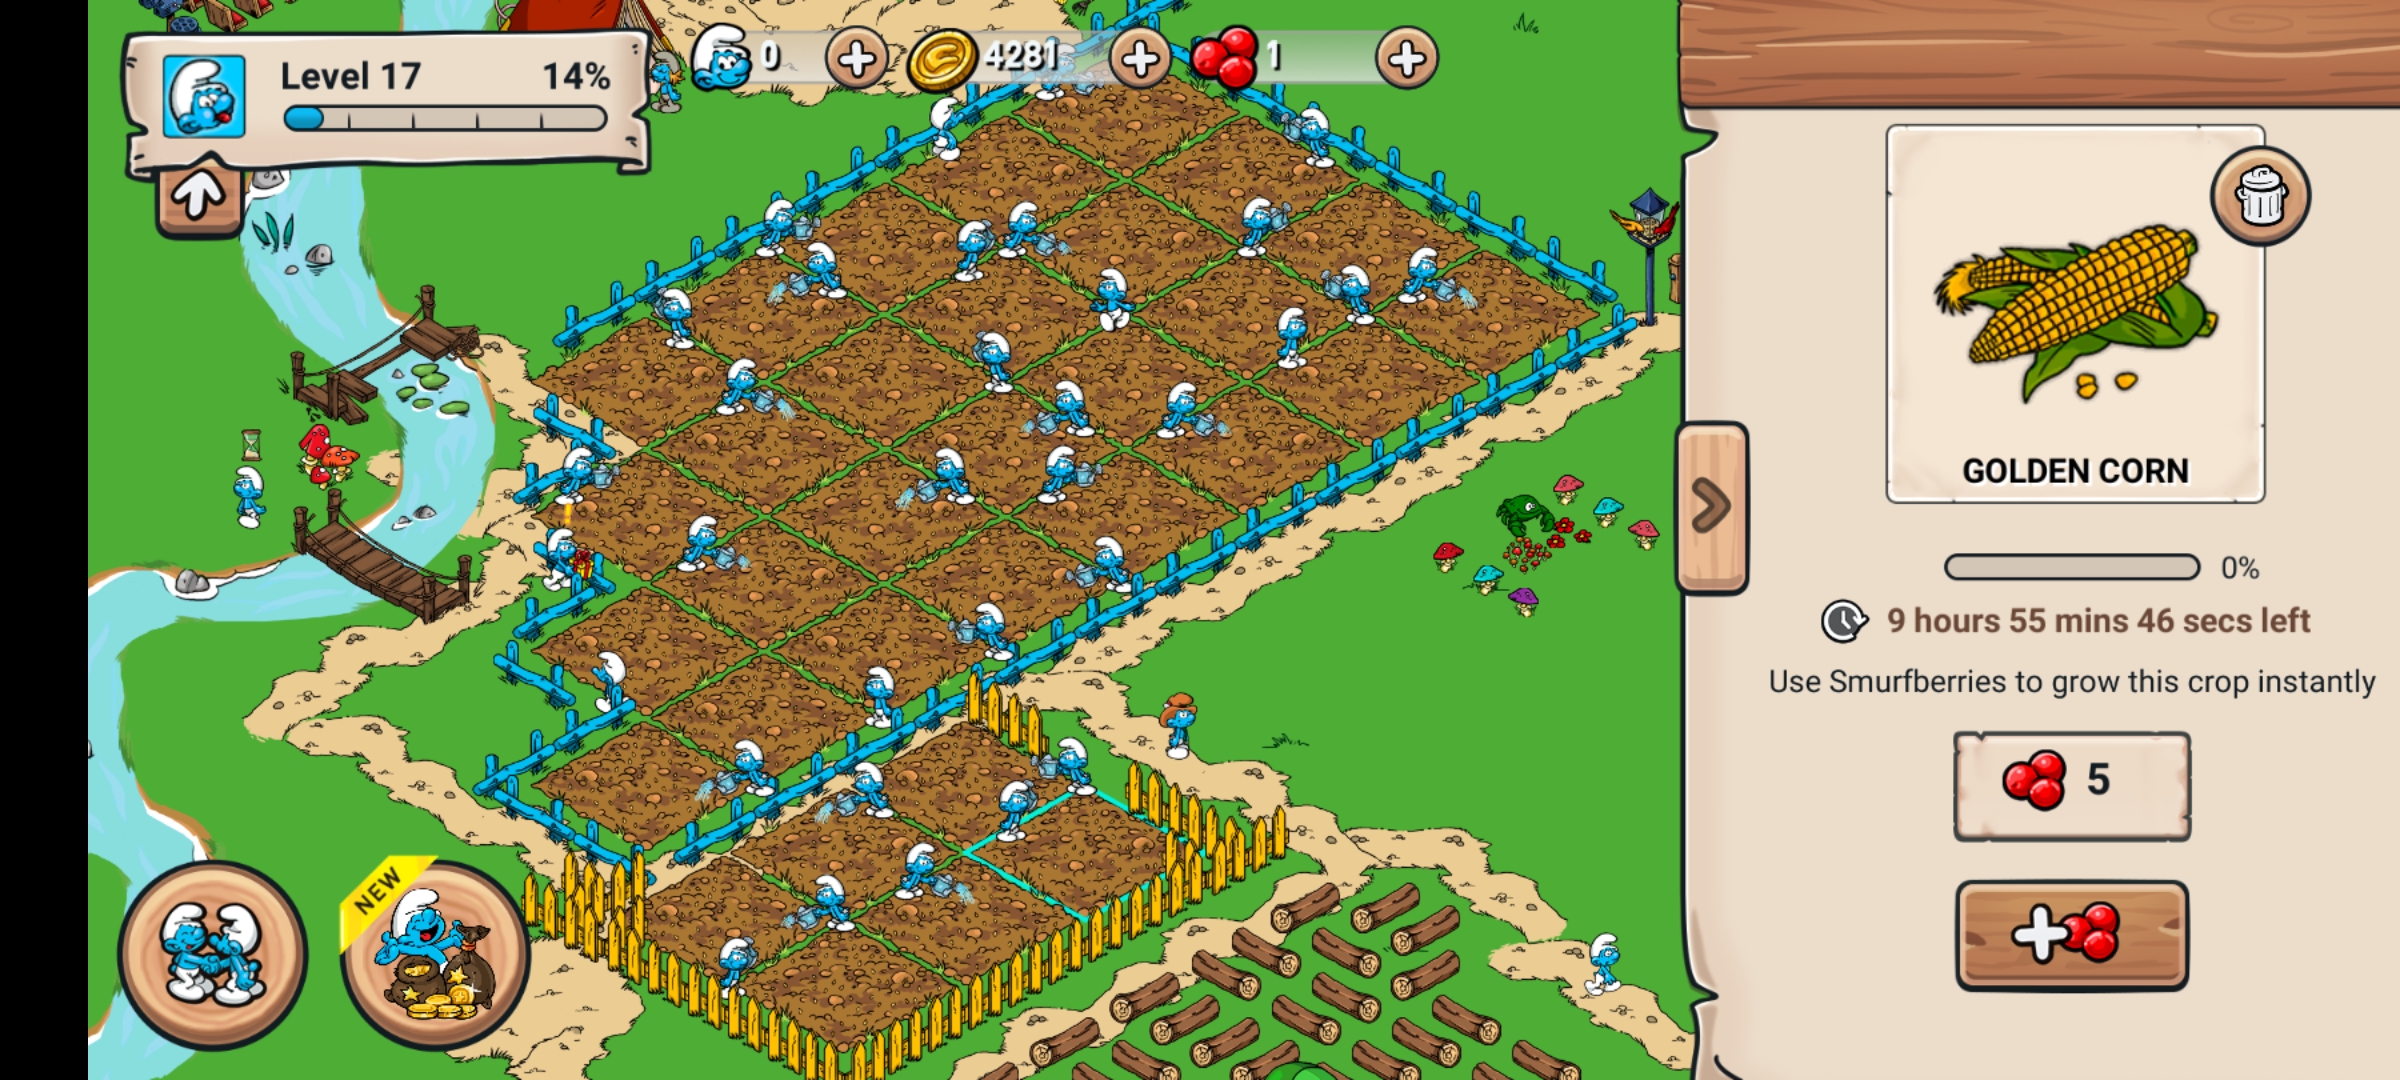 Level 17 14%
0
4281
1
GOLDEN CORN
0%
9 hours 55 mins 46 secs left
Use Smurfberries to grow this crop instantly
5
NEW